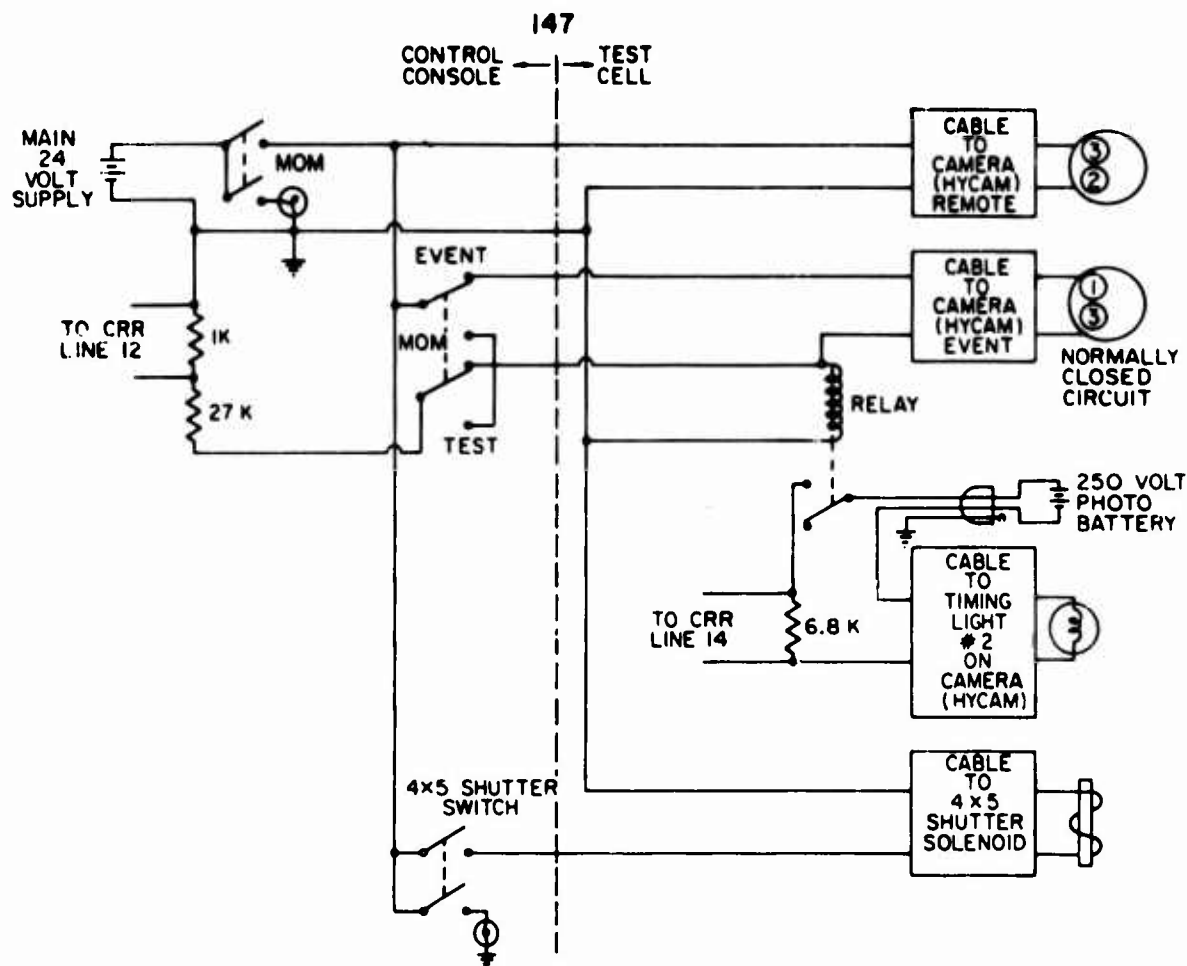 147
CONTROL
CONSOLE
TEST
CELL
MAIN
24
VOLT
SUPPLY
MOM
CABLE
TO
CAMERA
(HYCAM)
REMOTE
3
2
EVENT
CABLE
TO
CAMERA
(HYCAM)
EVENT
1
3
TO CRR
LINE 12
1K
MOM
NORMALLY
CLOSED
CIRCUIT
27 K
RELAY
TEST
250 VOLT
PHOTO
BATTERY
CABLE
TO
TIMING
LIGHT
#2
ON
CAMERA
(HYCAM)
TO CRR
LINE 14
6.8 K
4×5 SHUTTER
SWITCH
CABLE
TO
4×5
SHUTTER
SOLENOID